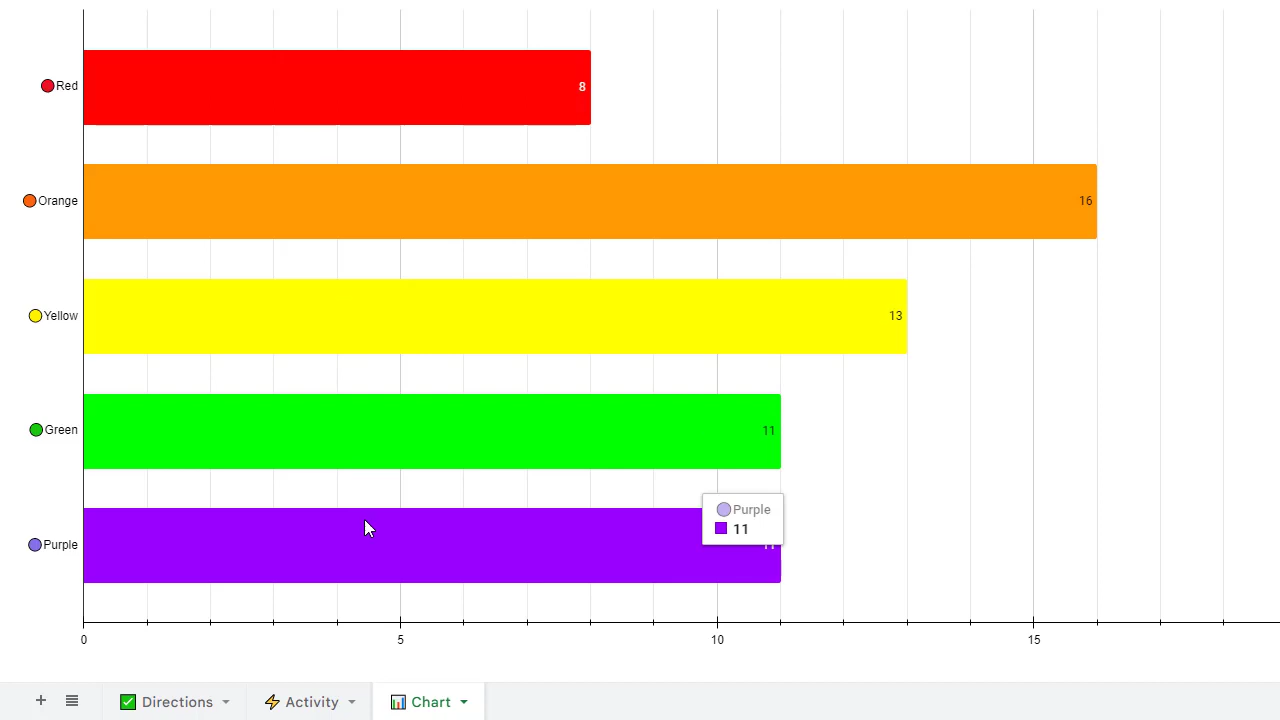 Red 8
Orange 16
Yellow 13
Green 11
Purple
Purple
11
0 5 10 15
Directions Activity Chart